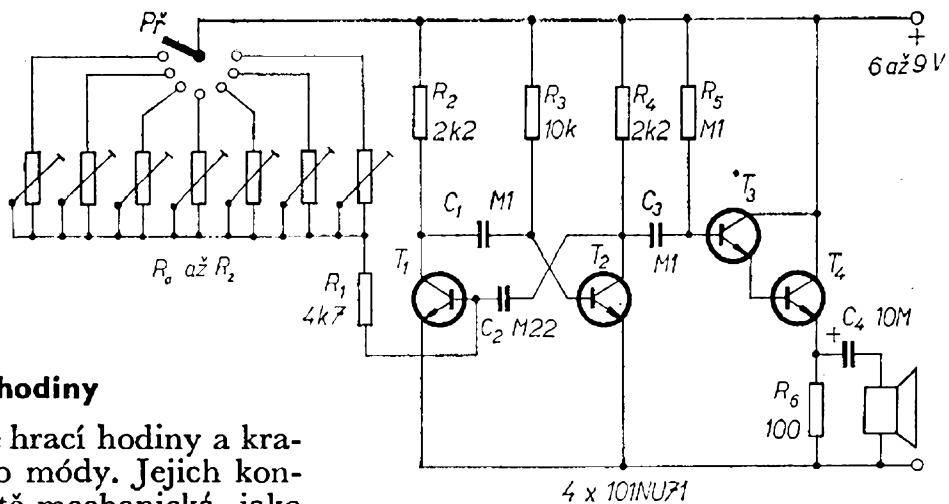 Př
+
6 až 9 V
R₂
2k2
R₃
10k
R₄
2k2
R₅
M1
C₁ M1
C₃
M1
T₃
T₁
T₂
T₄
Rₐ až R_z
R₁
4k7
C₂ M22
+ C₄ 10M
R₆
100
4 x 101NU71
hodiny
hrací hodiny a kra-
módy. Jejich kon-
mechanická, jako